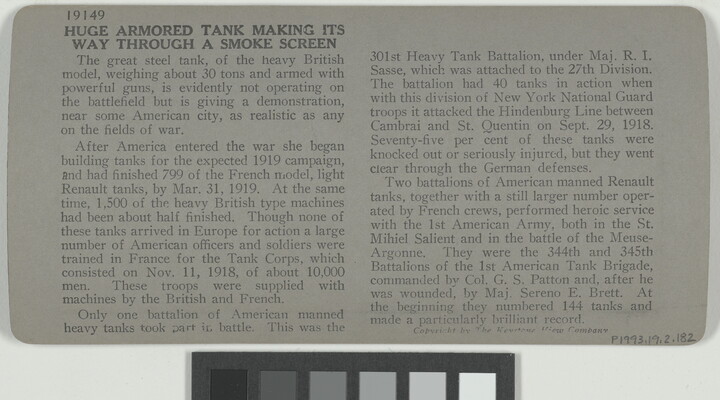 19149
HUGE ARMORED TANK MAKING ITS
WAY THROUGH A SMOKE SCREEN
The great steel tank, of the heavy British
model, weighing about 30 tons and armed with
powerful guns, is evidently not operating on
the battlefield but is giving a demonstration,
near some American city, as realistic as any
on the fields of war.
After America entered the war she began
building tanks for the expected 1919 campaign,
and had finished 799 of the French model, light
Renault tanks, by Mar. 31, 1919. At the same
time, 1,500 of the heavy British type machines
had been about half finished. Though none of
these tanks arrived in Europe for action a large
number of American officers and soldiers were
trained in France for the Tank Corps, which
consisted on Nov. 11, 1918, of about 10,000
men. These troops were supplied with
machines by the British and French.
Only one battalion of American manned
heavy tanks took part in battle. This was the
301st Heavy Tank Battalion, under Maj. R. I.
Sasse, which was attached to the 27th Division.
The battalion had 40 tanks in action when
with this division of New York National Guard
troops it attacked the Hindenburg Line between
Cambrai and St. Quentin on Sept. 29, 1918.
Seventy-five per cent of these tanks were
knocked out or seriously injured, but they went
clear through the German defenses.
Two battalions of American manned Renault
tanks, together with a still larger number oper-
ated by French crews, performed heroic service
with the 1st American Army, both in the St.
Mihiel Salient and in the battle of the Meuse-
Argonne. They were the 344th and 345th
Battalions of the 1st American Tank Brigade,
commanded by Col. G. S. Patton and, after he
was wounded, by Maj. Sereno E. Brett. At
the beginning they numbered 144 tanks and
made a particularly brilliant record.
Copyright by The Keystone View Company
P1993.19.2.182